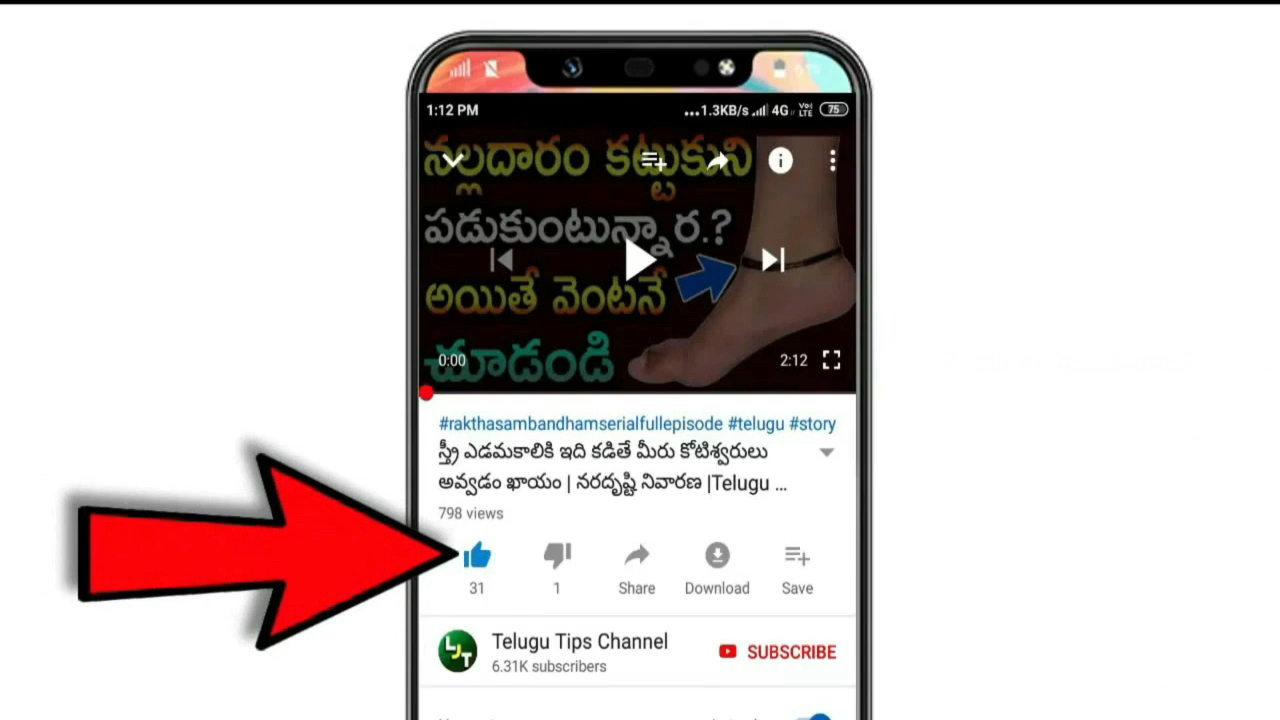 1:12 PM
...1.3KB/s 4G Vo LTE 75
నల్లదారం కట్టుకుని
పడుకుంటున్నార.?
అయితే వెంటనే
చూడండి
0:00
2:12
#rakthasambandhamserialfullepisode #telugu #story
స్త్రీ ఎడమకాలికి ఇది కడితే మీరు కోటీశ్వరులు
అవ్వడం ఖాయం | నరదృష్టి నివారణ |Telugu ...
798 views
31
1
Share
Download
Save
Telugu Tips Channel
SUBSCRIBE
6.31K subscribers